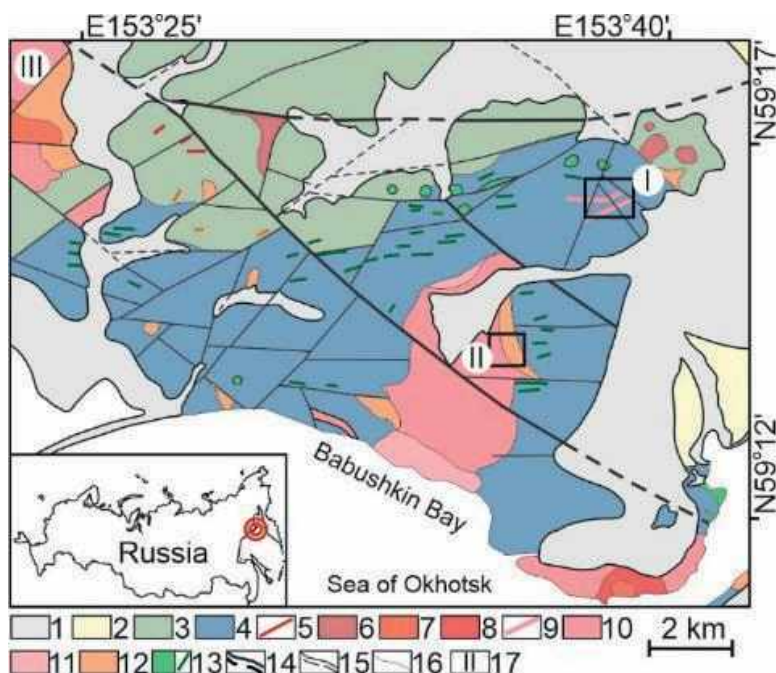 E153°25' E153°40'
N59°17'
III
I
II
N59°12'
Babushkin Bay
Russia
Sea of Okhotsk
1 2 3 4 5 6 7 8 9 10 2 km
11 12 13 14 15 16 II 17